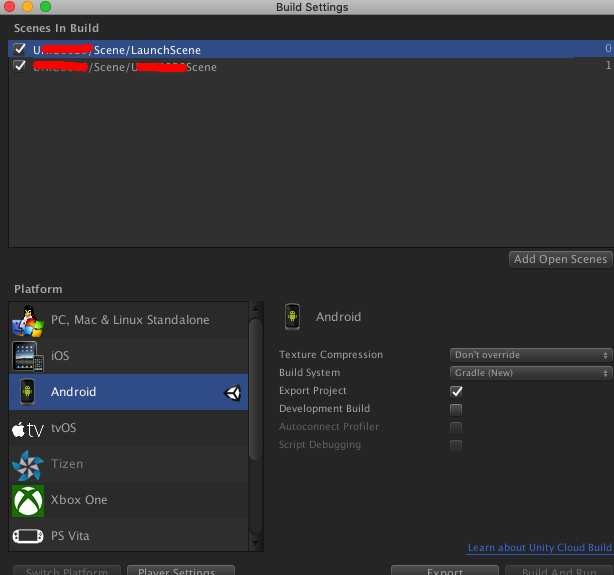 Build Settings
Scenes In Build
/Scene/LaunchScene 0
/Scene/ Scene 1
Add Open Scenes
Platform
PC, Mac & Linux Standalone
iOS
Android
tv tvOS
Tizen
Xbox One
PS Vita
Android
Texture Compression Don't override
Build System Gradle (New)
Export Project
Development Build
Autoconnect Profiler
Script Debugging
Learn about Unity Cloud Build
Switch Platform Player Settings... Export Build And Run